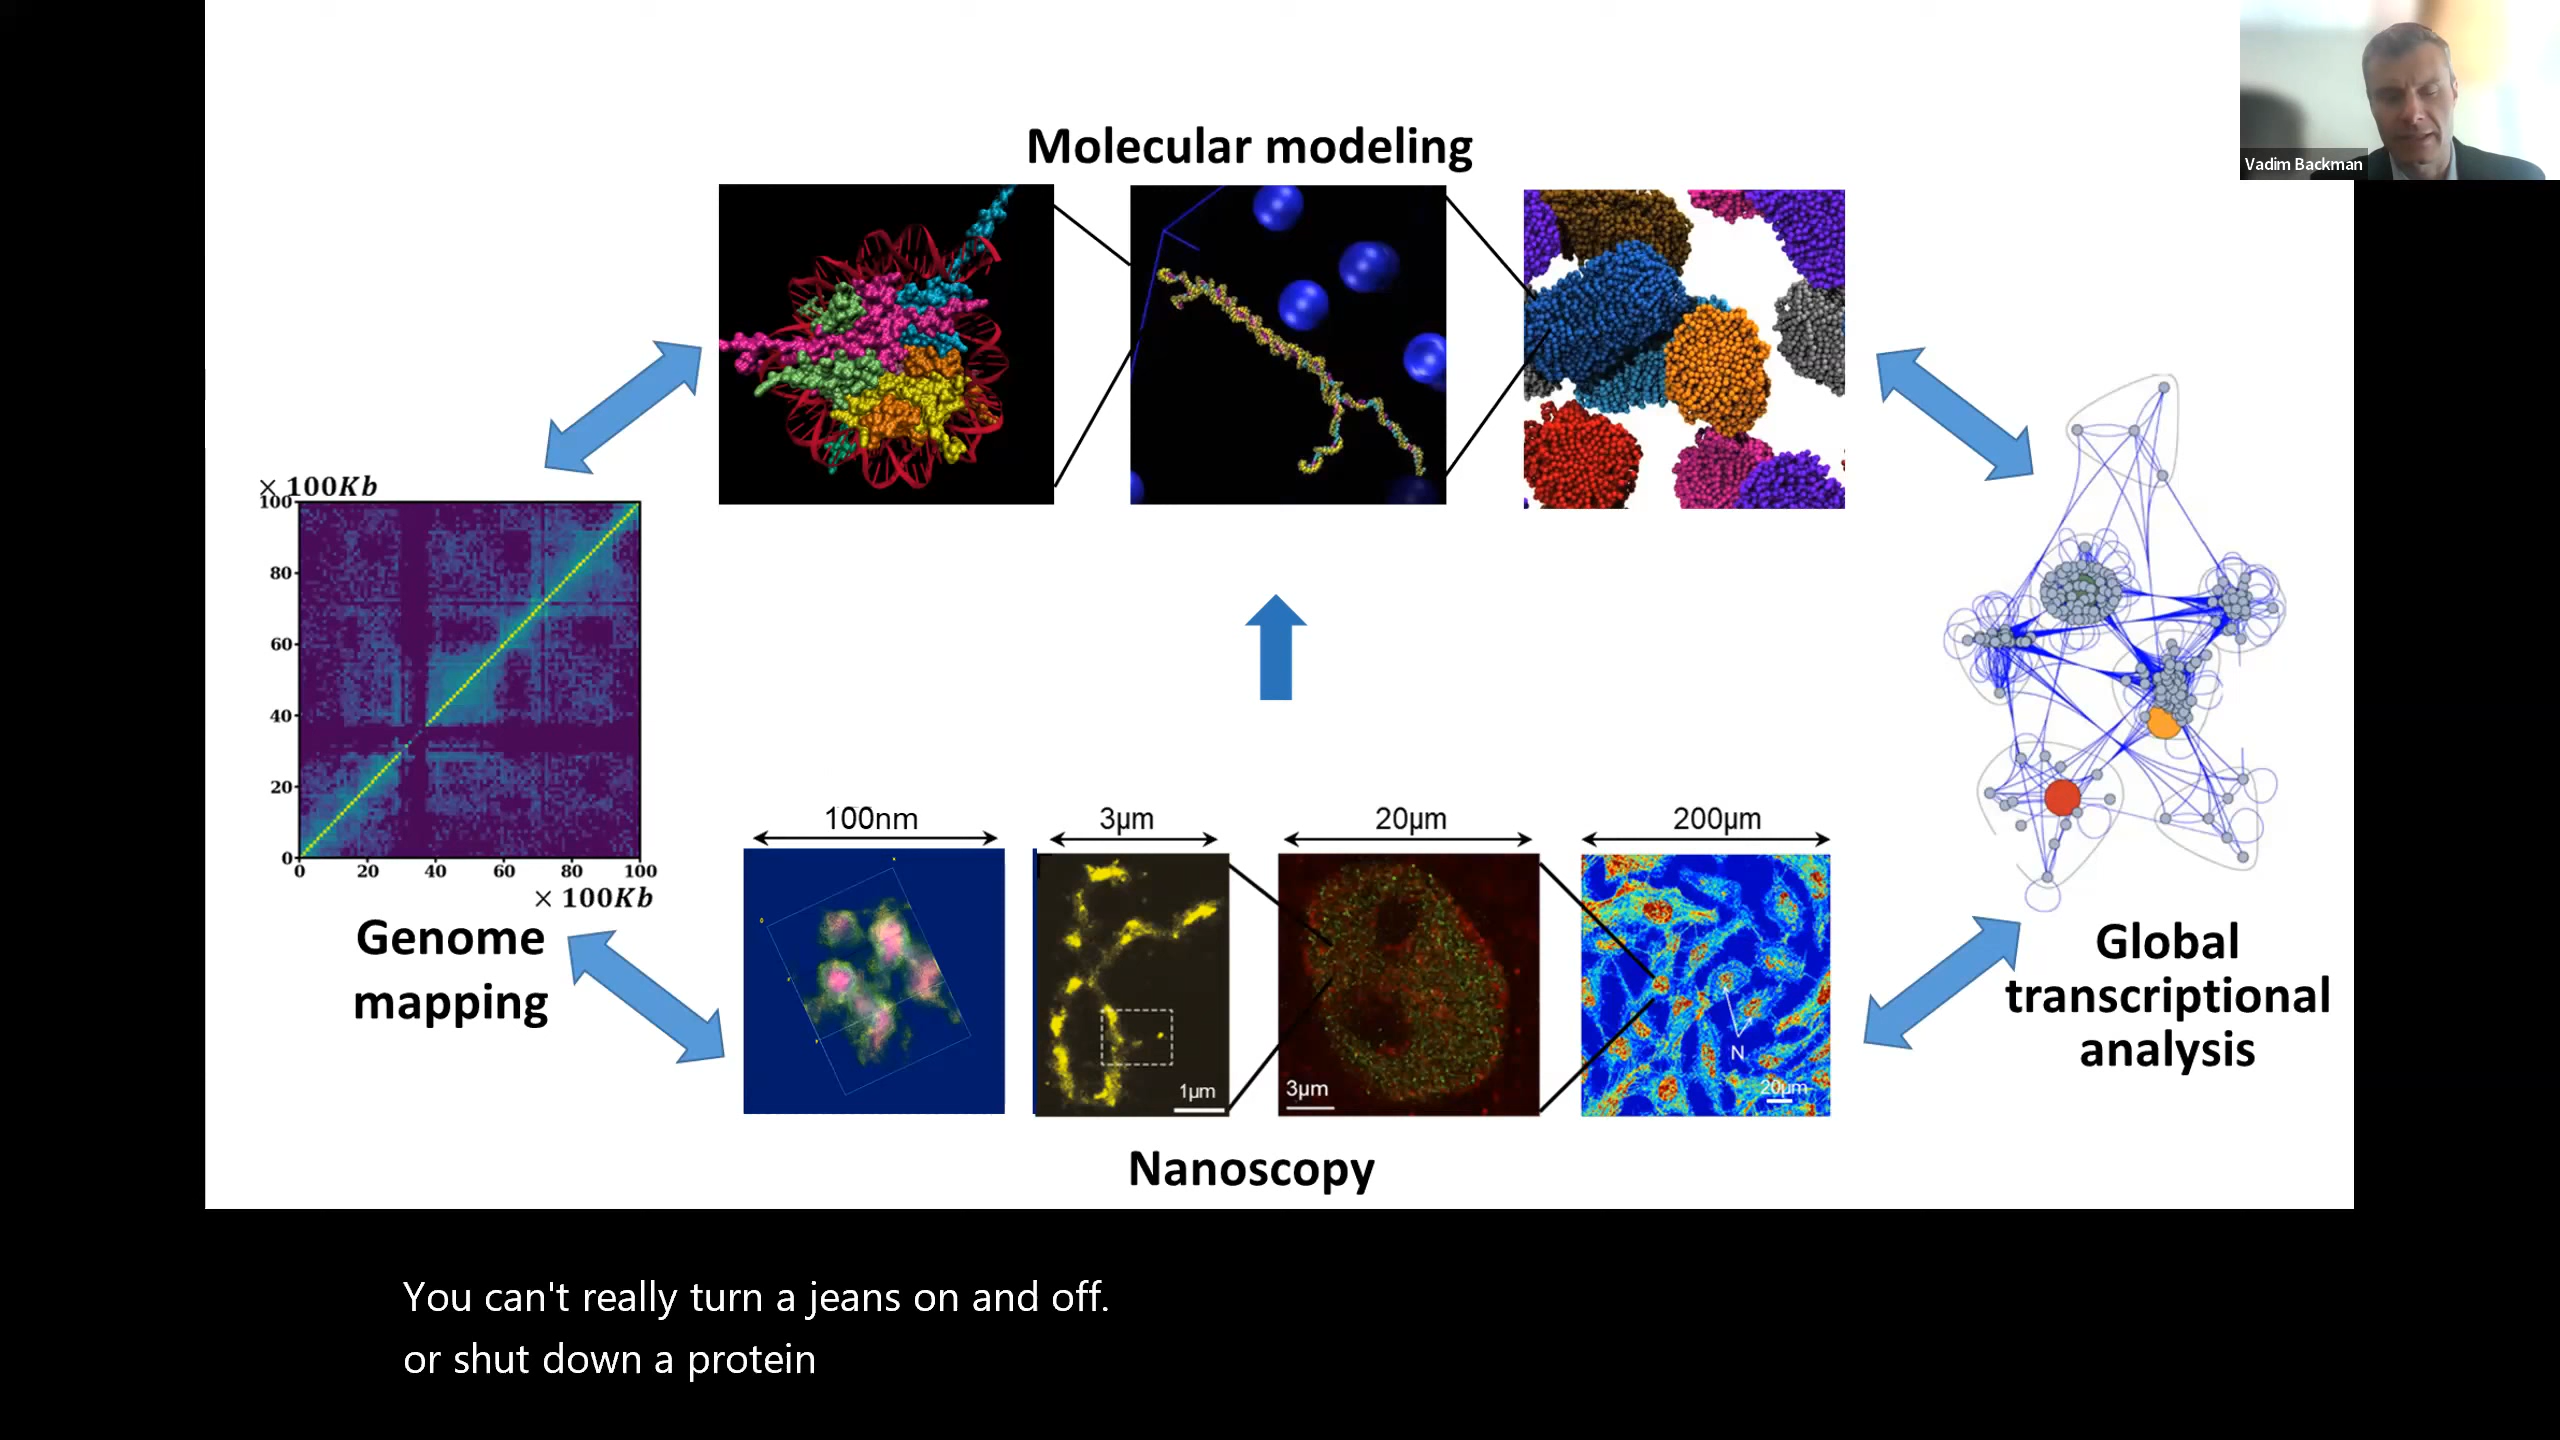 Vadim Backman
Molecular modeling
× 100Kb
100
80
60
40
20
0
0 20 40 60 80 100
× 100Kb
Genome
mapping
100nm
3µm
20µm
200µm
1µm
3µm
N
20µm
Nanoscopy
Global
transcriptional
analysis
You can't really turn a jeans on and off.
or shut down a protein